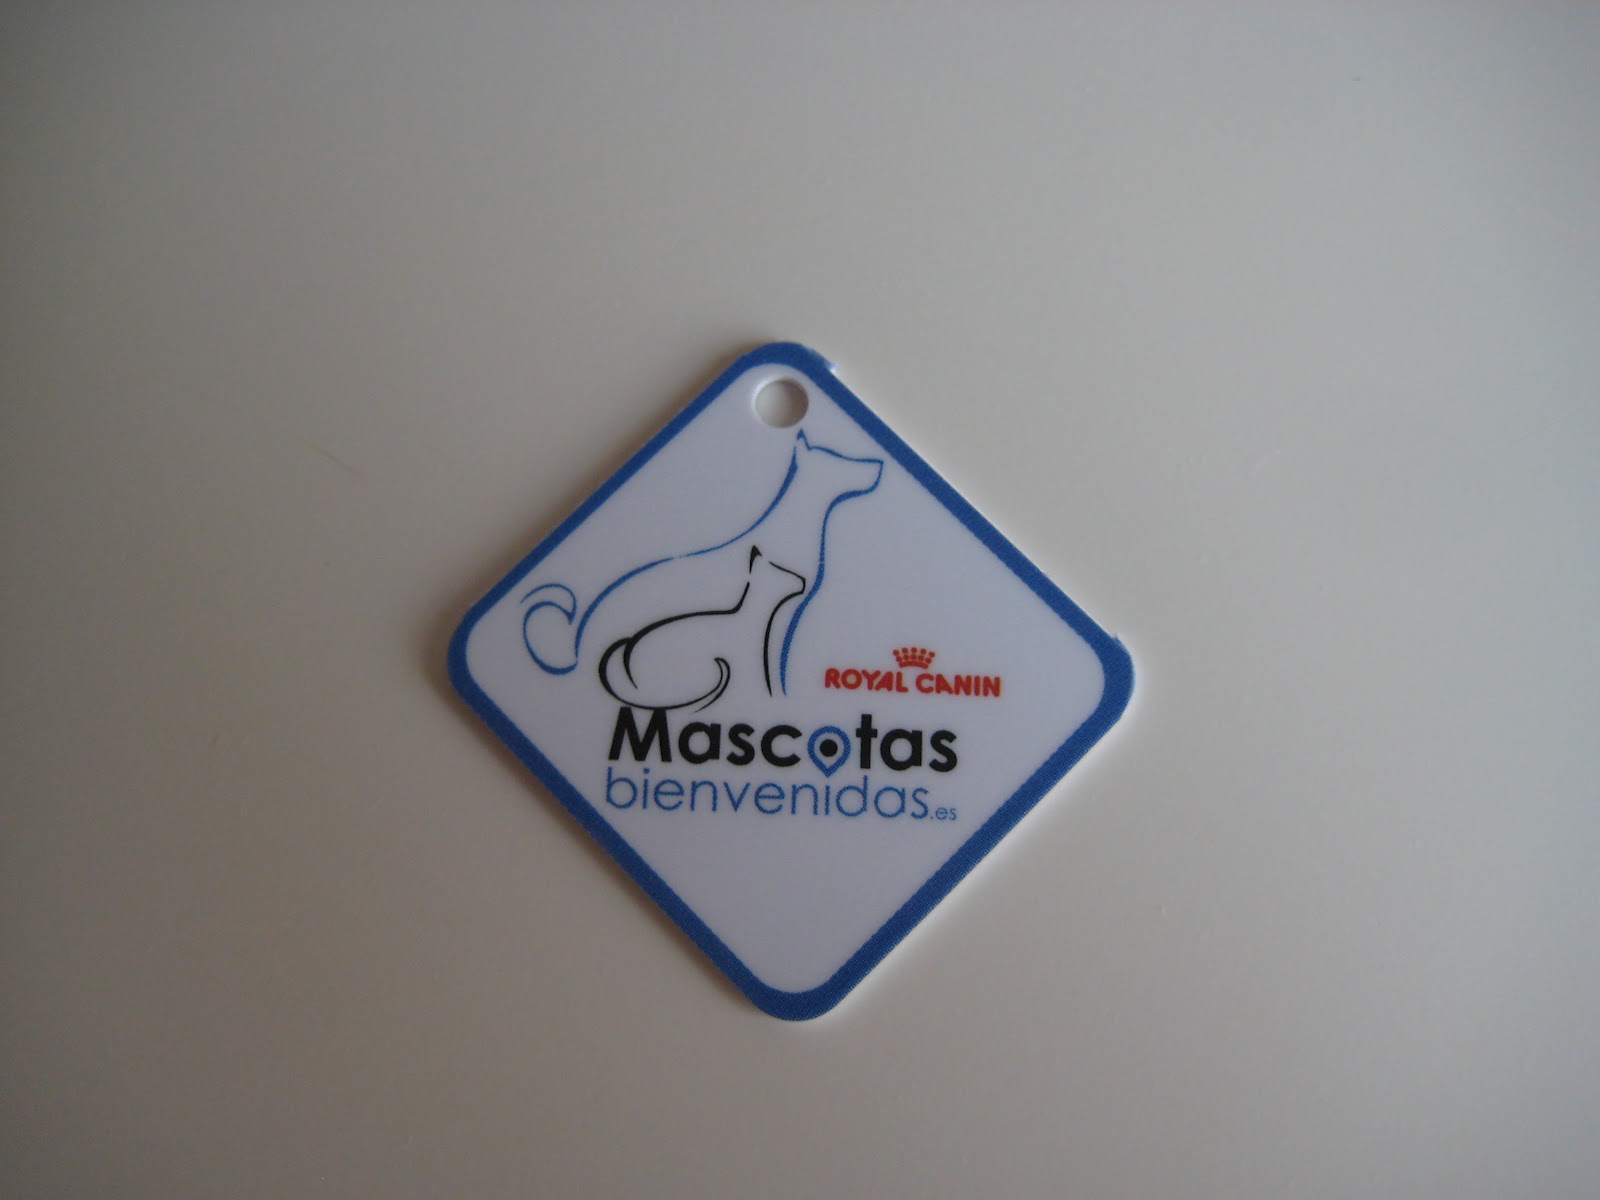 ROYAL CANIN
Mascotas
bienvenidas.es